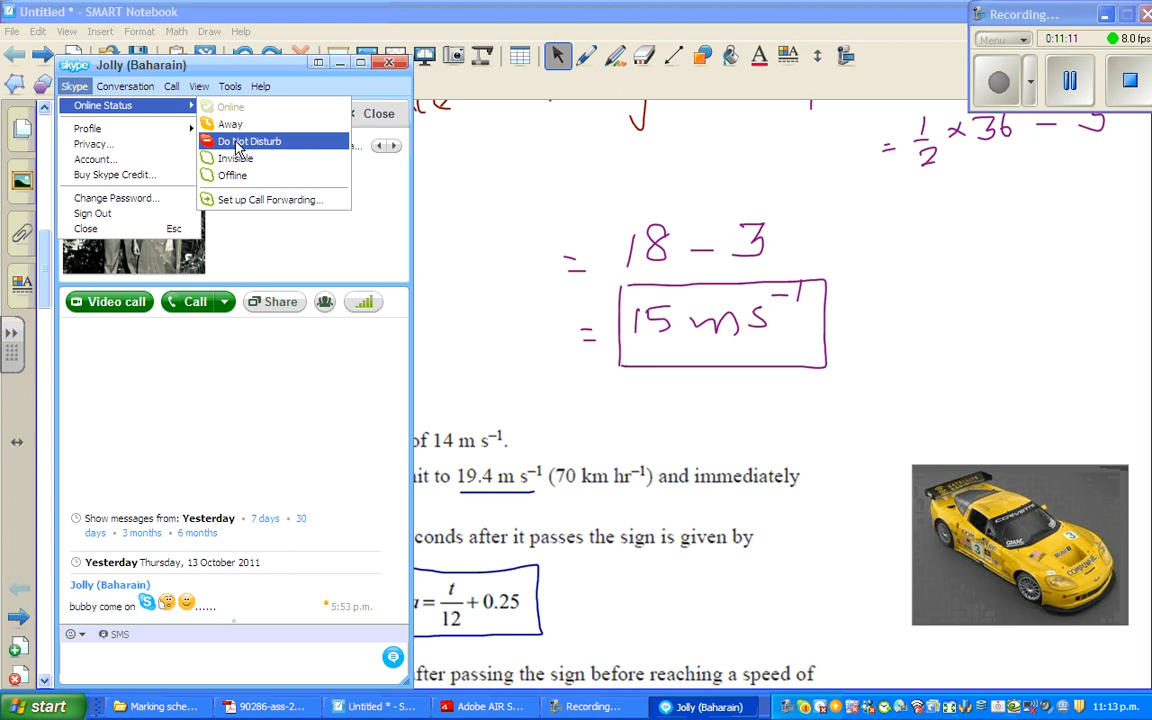 Untitled * - SMART Notebook
File Edit View Insert Format Math Draw Help
Recording...
Menu 0:11:11 8.0 fps
skype Jolly (Baharain)
Skype Conversation Call View Tools Help
Online Status
Profile
Privacy...
Account...
Buy Skype Credit...
Change Password...
Sign Out
Close Esc
Online
Away
Do Not Disturb
Invisible
Offline
Set up Call Forwarding...
Close
= 1/2 × 36 −
= 18 − 3
= 15 m s⁻¹
Video call Call Share
of 14 m s⁻¹.
it to 19.4 m s⁻¹ (70 km hr⁻¹) and immediately
conds after it passes the sign is given by
= t/12 + 0.25
fter passing the sign before reaching a speed of
Show messages from: Yesterday • 7 days • 30
days • 3 months • 6 months
Yesterday Thursday, 13 October 2011
Jolly (Baharain)
bubby come on ...... 5:53 p.m.
SMS
start Marking sche... 90286-ass-2... Untitled * - S... Adobe AIR S... Recording... Jolly (Baharain) 11:13 p.m.